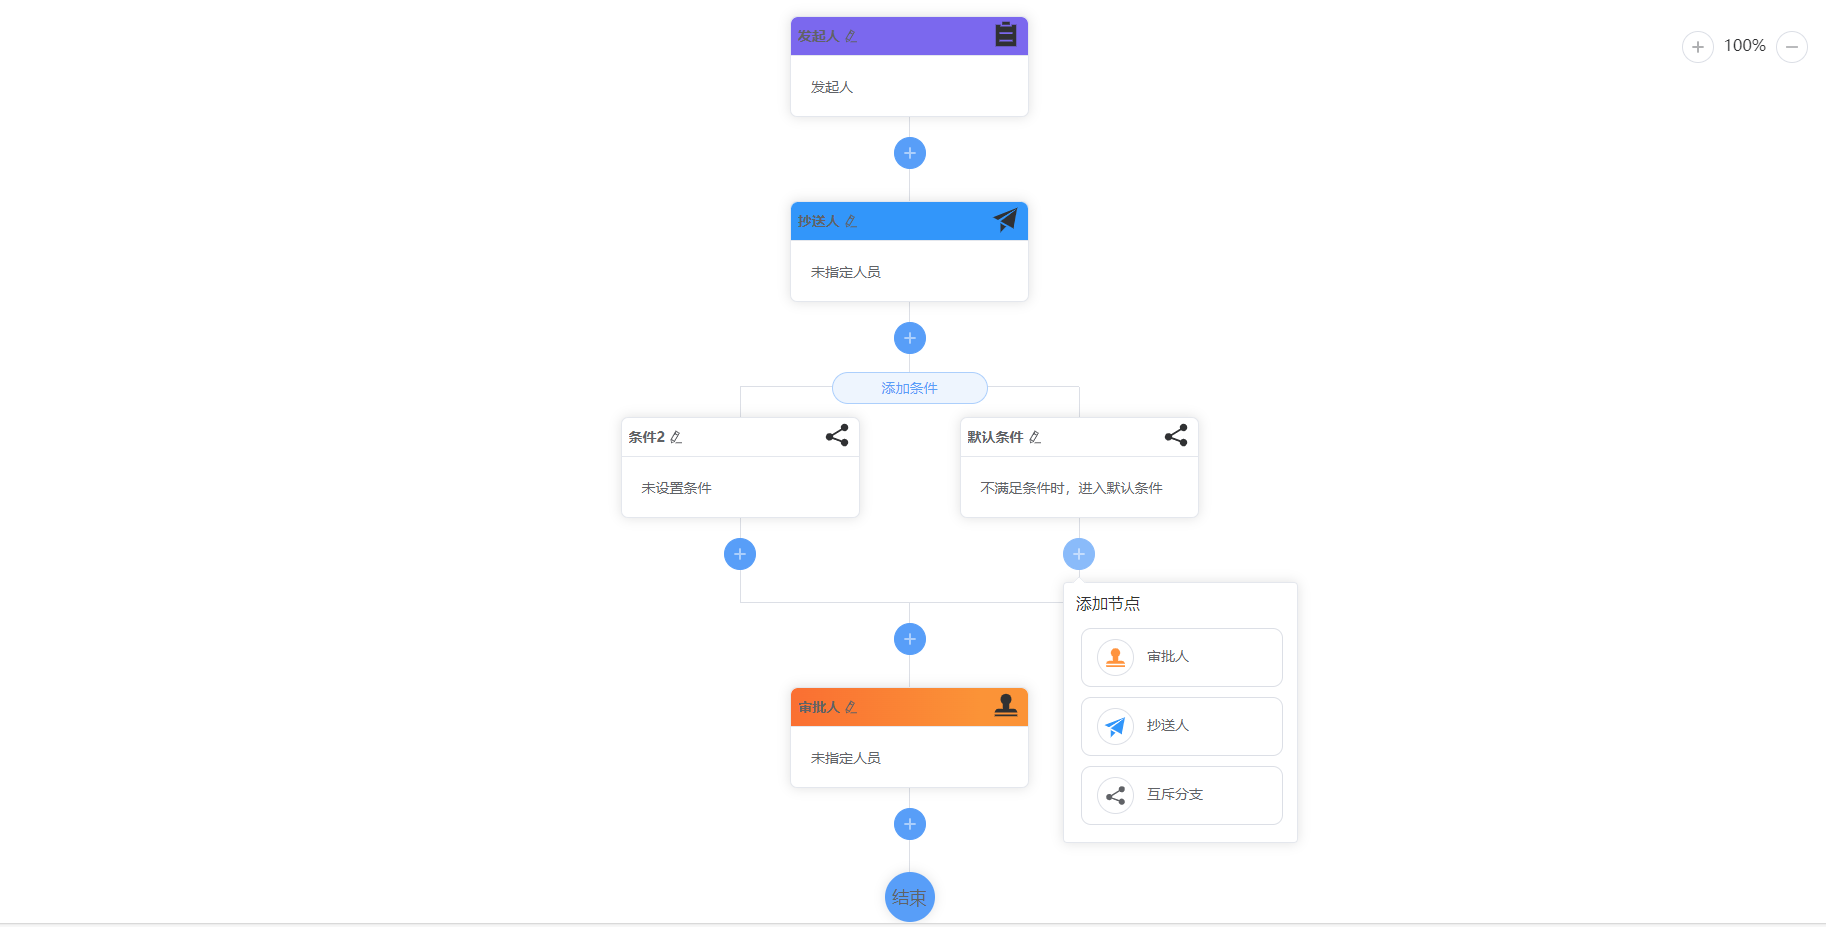 发起人
100%
发起人
抄送人
未指定人员
添加条件
条件2
默认条件
未设置条件
不满足条件时，进入默认条件
添加节点
审批人
抄送人
互斥分支
审批人
未指定人员
结束